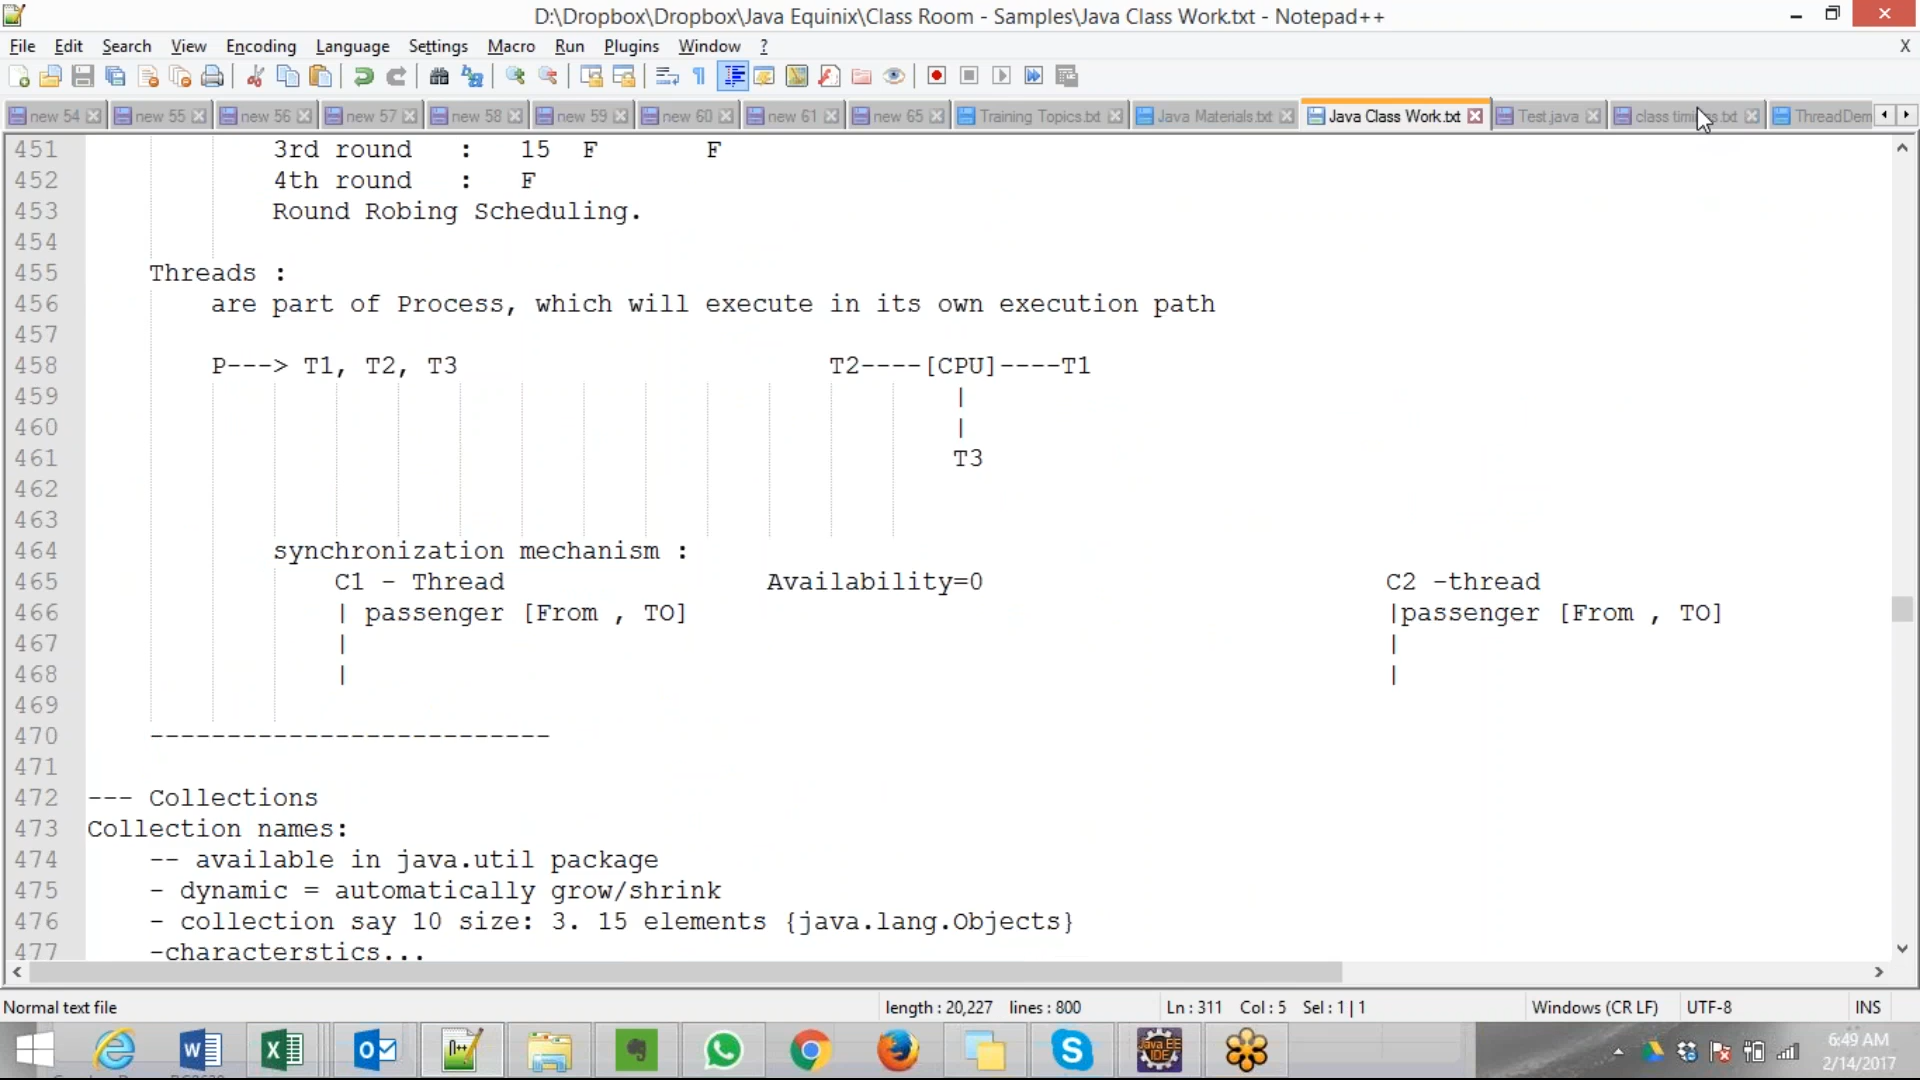 D:\Dropbox\Dropbox\Java Equinix\Class Room - Samples\Java Class Work.txt - Notepad++
File Edit Search View Encoding Language Settings Macro Run Plugins Window ? X
new 54 new 55 new 56 new 57 new 58 new 59 new 60 new 61 new 65 Training Topics.txt Java Materials.txt Java Class Work.txt Test.java class ThreadDem
451 3rd round : 15 F F
452 4th round : F
453 Round Robing Scheduling.
454
455 Threads :
456 are part of Process, which will execute in its own execution path
457
458 P---> T1, T2, T3 T2----[CPU]----T1
459 |
460 |
461 T3
462
463
464 synchronization mechanism :
465 C1 - Thread Availability=0 C2 -thread
466 | passenger [From , TO] |passenger [From , TO]
467 | |
468 | |
469
470 --------------------------
471
472 --- Collections
473 Collection names:
474 -- available in java.util package
475 - dynamic = automatically grow/shrink
476 - collection say 10 size: 3. 15 elements {java.lang.Objects}
477 -characterstics...
Normal text file length : 20,227 lines : 800 Ln : 311 Col : 5 Sel : 1 | 1 Windows (CR LF) UTF-8 INS
Java EE IDE
6:49 AM
2/14/2017